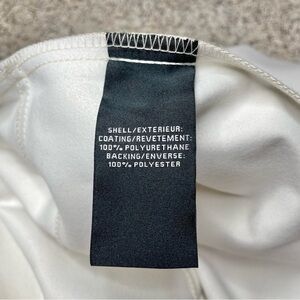 SHELL/EXTERIEUR:
COATING/REVETEMENT:
100% POLYURETHANE
BACKING/ENVERSE:
100% POLYESTER